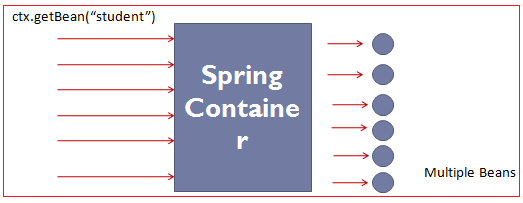 ctx.getBean(“student”)
Spring
Containe
r
Multiple Beans